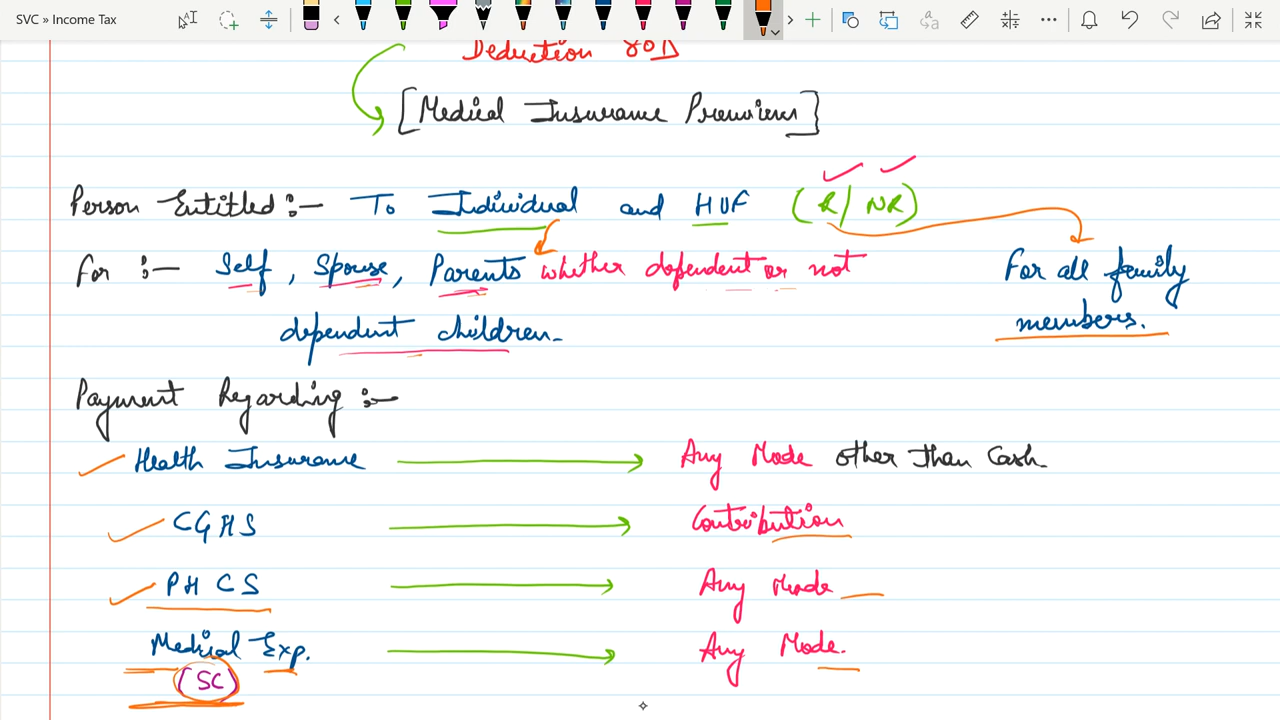 SVC » Income Tax
Deduction 80D
[Medical Insurance Premium]
Person Entitled :- To Individual and HUF (R/NR)
For :- Self, Spouse, Parents whether dependent or not
dependent children.
For all family
members.
Payment Regarding :-
Health Insurance Any Mode other than Cash.
CGHS Contribution
PHCS Any Mode
Medical Exp. Any Mode.
(SC)